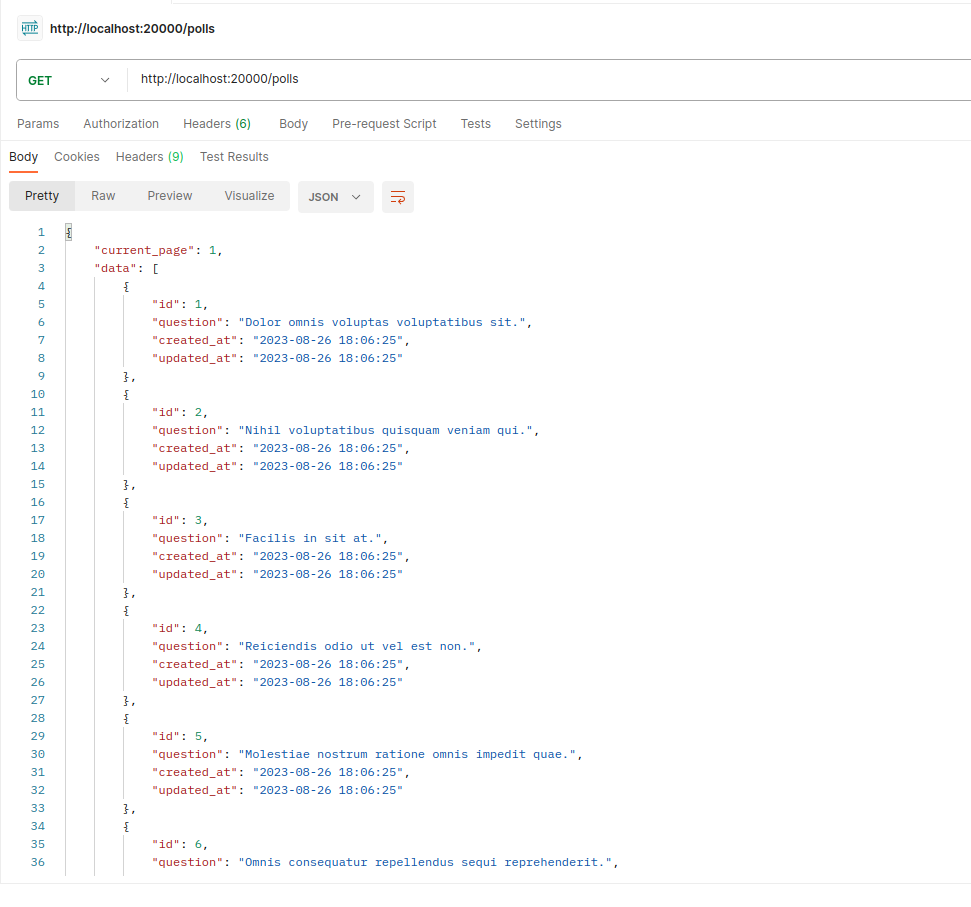 HTTP http://localhost:20000/polls
GET http://localhost:20000/polls
Params Authorization Headers (6) Body Pre-request Script Tests Settings
Body Cookies Headers (9) Test Results
Pretty Raw Preview Visualize JSON
1 {
2 "current_page": 1,
3 "data": [
4 {
5 "id": 1,
6 "question": "Dolor omnis voluptas voluptatibus sit.",
7 "created_at": "2023-08-26 18:06:25",
8 "updated_at": "2023-08-26 18:06:25"
9 },
10 {
11 "id": 2,
12 "question": "Nihil voluptatibus quisquam veniam qui.",
13 "created_at": "2023-08-26 18:06:25",
14 "updated_at": "2023-08-26 18:06:25"
15 },
16 {
17 "id": 3,
18 "question": "Facilis in sit at.",
19 "created_at": "2023-08-26 18:06:25",
20 "updated_at": "2023-08-26 18:06:25"
21 },
22 {
23 "id": 4,
24 "question": "Reiciendis odio ut vel est non.",
25 "created_at": "2023-08-26 18:06:25",
26 "updated_at": "2023-08-26 18:06:25"
27 },
28 {
29 "id": 5,
30 "question": "Molestiae nostrum ratione omnis impedit quae.",
31 "created_at": "2023-08-26 18:06:25",
32 "updated_at": "2023-08-26 18:06:25"
33 },
34 {
35 "id": 6,
36 "question": "Omnis consequatur repellendus sequi reprehenderit.",